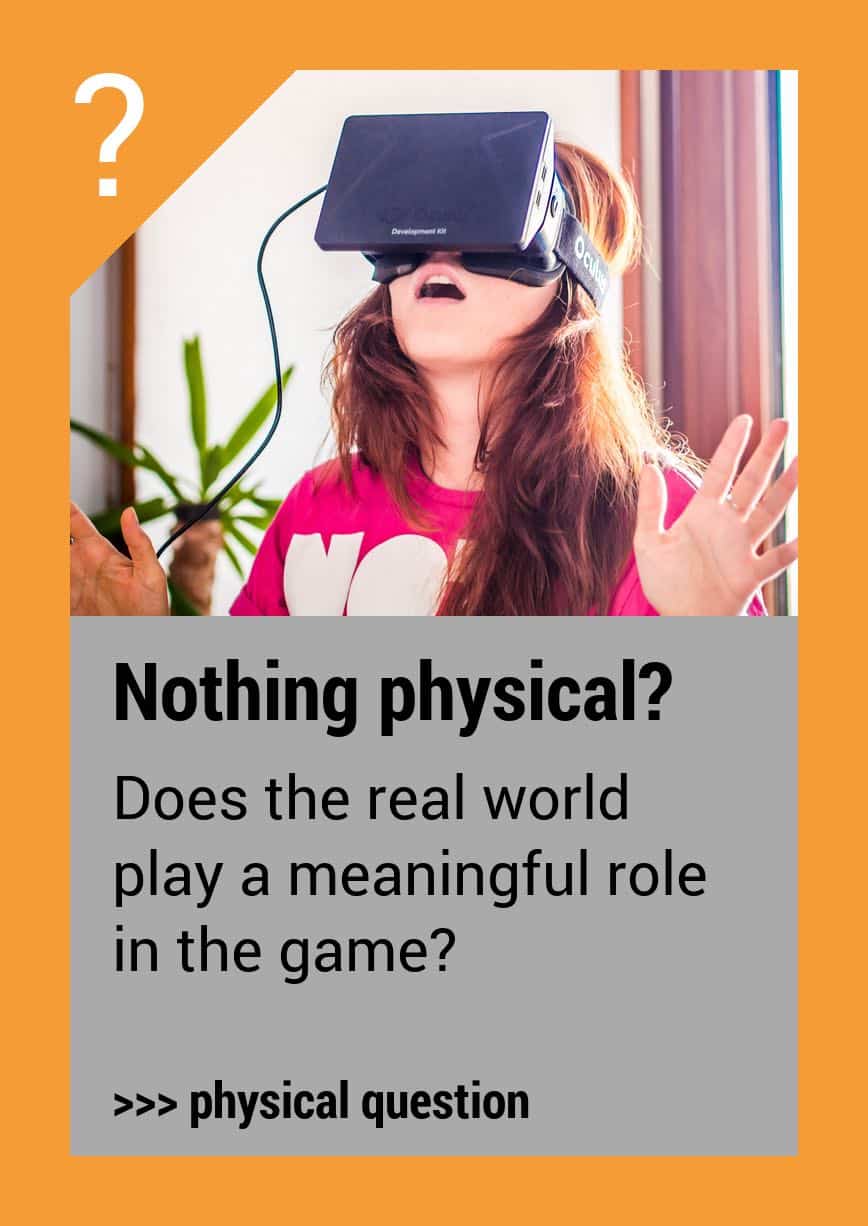 ?
Development Kit
Oculus
Nothing physical?
Does the real world
play a meaningful role
in the game?
>>> physical question